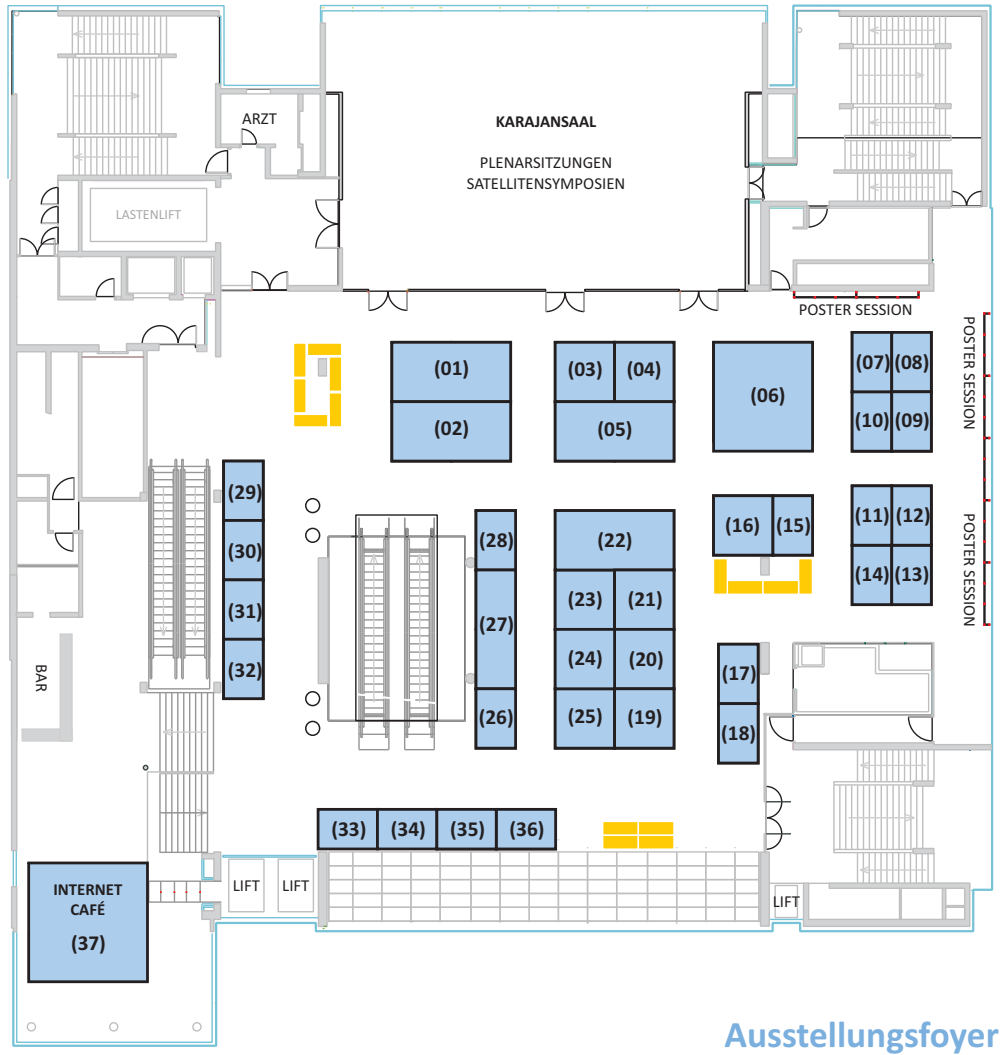 ARZT
KARAJANSAAL
PLENARSITZUNGEN
SATELLITENSYMPOSIEN
LASTENLIFT
POSTER SESSION
POSTER SESSION
POSTER SESSION
(01)
(02)
(03)
(04)
(05)
(06)
(07)
(08)
(10)
(09)
(11)
(12)
(14)
(13)
(16)
(15)
(17)
(18)
(22)
(23)
(21)
(24)
(20)
(25)
(19)
(28)
(27)
(26)
(29)
(30)
(31)
(32)
BAR
(33)
(34)
(35)
(36)
INTERNET
CAFÉ
(37)
LIFT
LIFT
LIFT
Ausstellungsfoyer